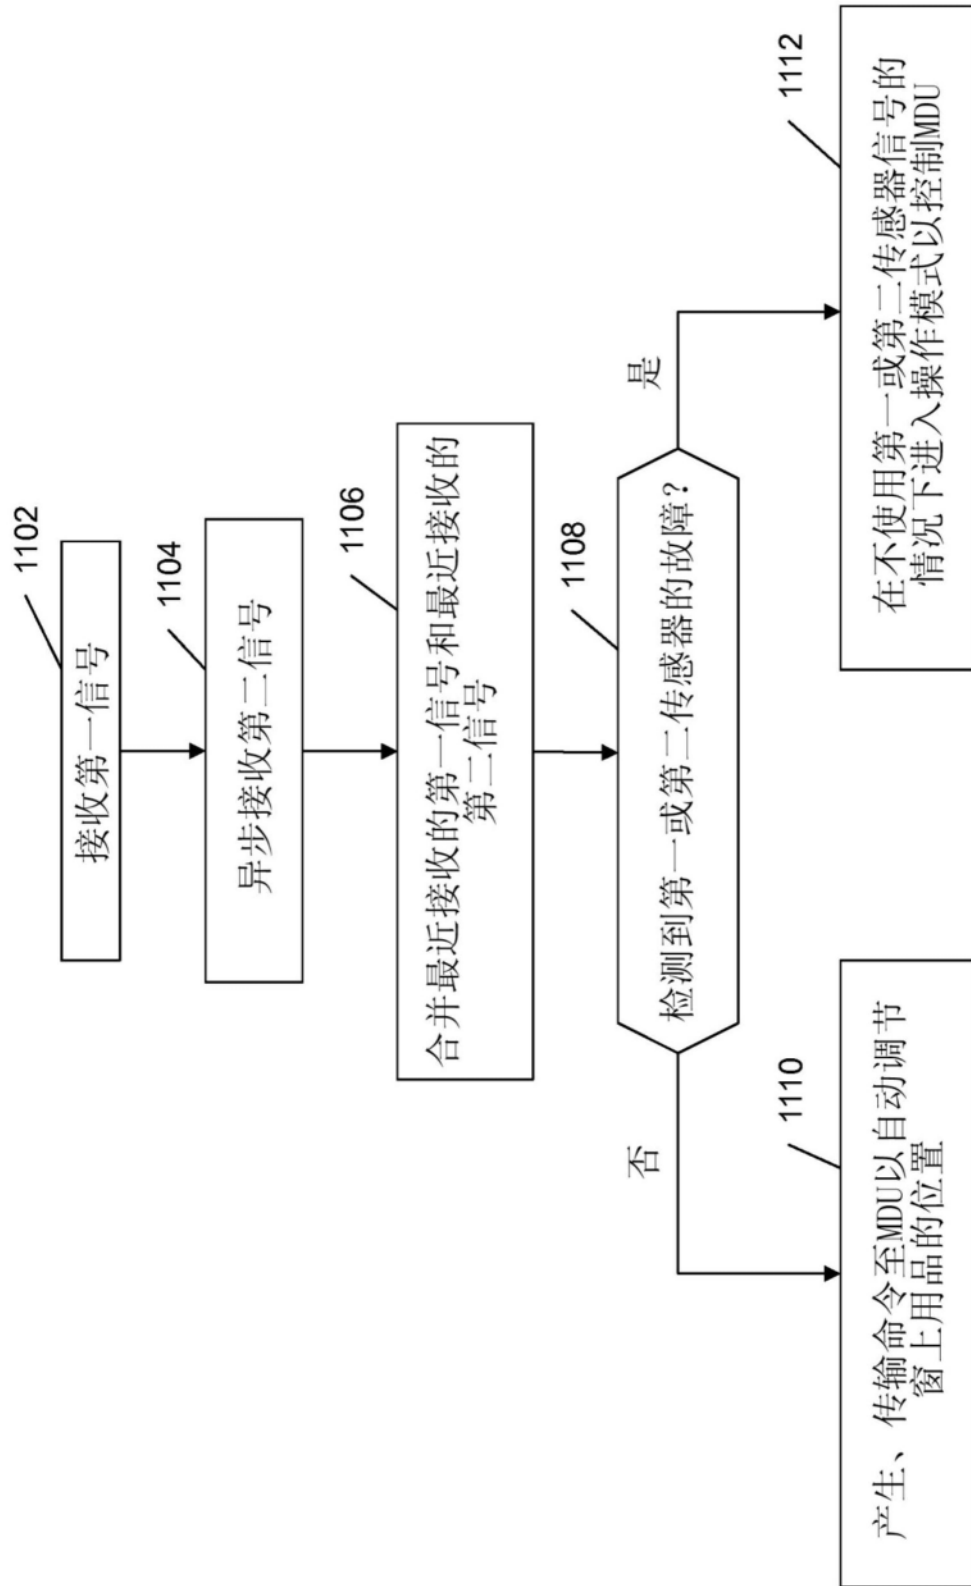 1102
接收第一信号
1104
异步接收第二信号
1106
合并最近接收的第一信号和最近接收的
第二信号
1108
检测到第一或第二传感器的故障?
否
是
1110
产生、传输命令至MDU以自动调节
窗上用品的位置
1112
在不使用第一或第二传感器信号的
情况下进入操作模式以控制MDU